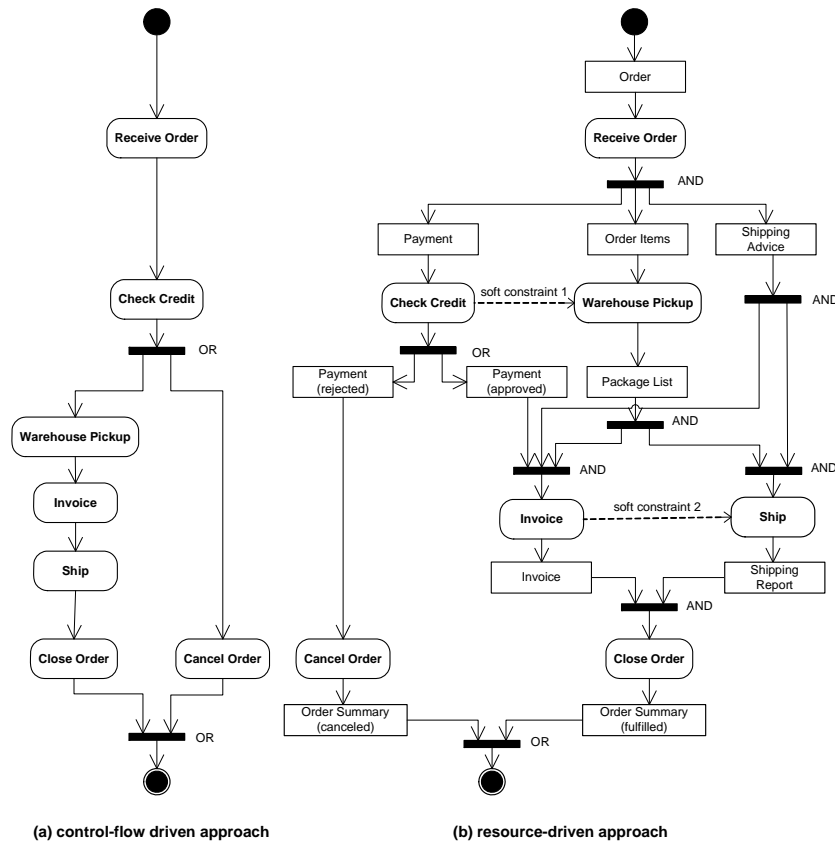 Receive Order
Check Credit
OR
Warehouse Pickup
Invoice
Ship
Close Order
Cancel Order
OR
(a) control-flow driven approach
Order
Receive Order
AND
Payment
Order Items
Shipping
Advice
Check Credit
soft constraint 1
Warehouse Pickup
AND
OR
Payment
(rejected)
Payment
(approved)
Package List
AND
AND
AND
Invoice
soft constraint 2
Ship
Invoice
Shipping
Report
AND
Cancel Order
Close Order
Order Summary
(canceled)
Order Summary
(fulfilled)
OR
(b) resource-driven approach